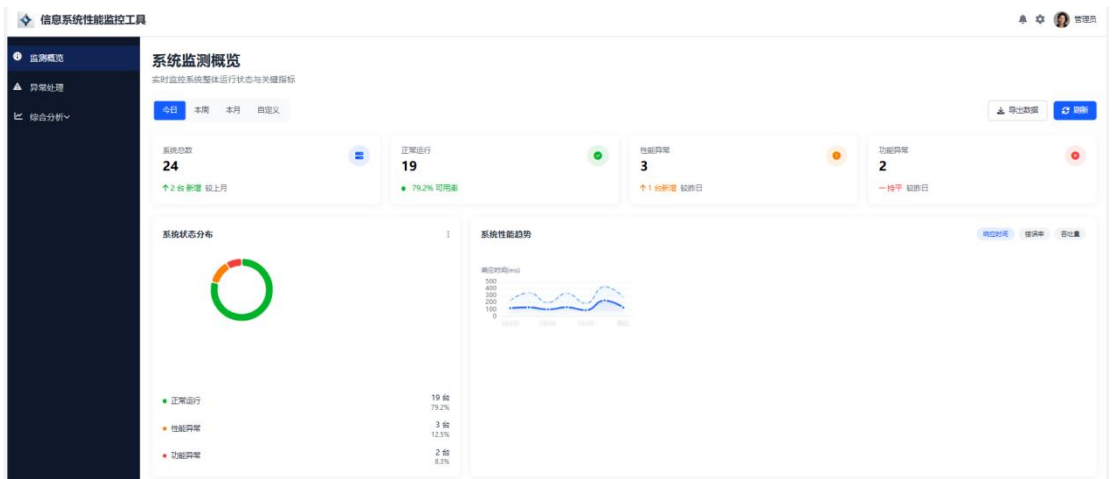 信息系统性能监控工具
管理员
监测概览
异常处理
综合分析
系统监测概览
实时监控系统整体运行状态与关键指标
今日 本周 本月 自定义
导出数据 刷新
系统总数
24
↑2 台 新增 较上月
正常运行
19
79.2% 可用率
性能异常
3
↑1 台新增 较昨日
功能异常
2
一 持平 较昨日
系统状态分布
正常运行 19 台
79.2%
性能异常 3 台
12.5%
功能异常 2 台
8.3%
系统性能趋势
响应时间 错误率 吞吐量
响应时间(ms)
500
400
300
200
100
0